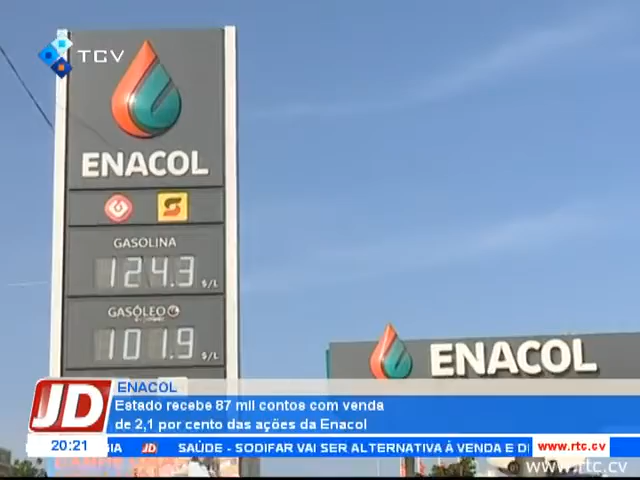 TCV
ENACOL
GASOLINA
124.3 $/L
GASÓLEO
101.9 $/L
ENACOL
JD
ENACOL
Estado recebe 87 mil contos com venda
de 2,1 por cento das ações da Enacol
20:21
GIA JD SAÚDE - SODIFAR VAI SER ALTERNATIVA À VENDA E DI
www.rtc.cv
www.rtc.cv